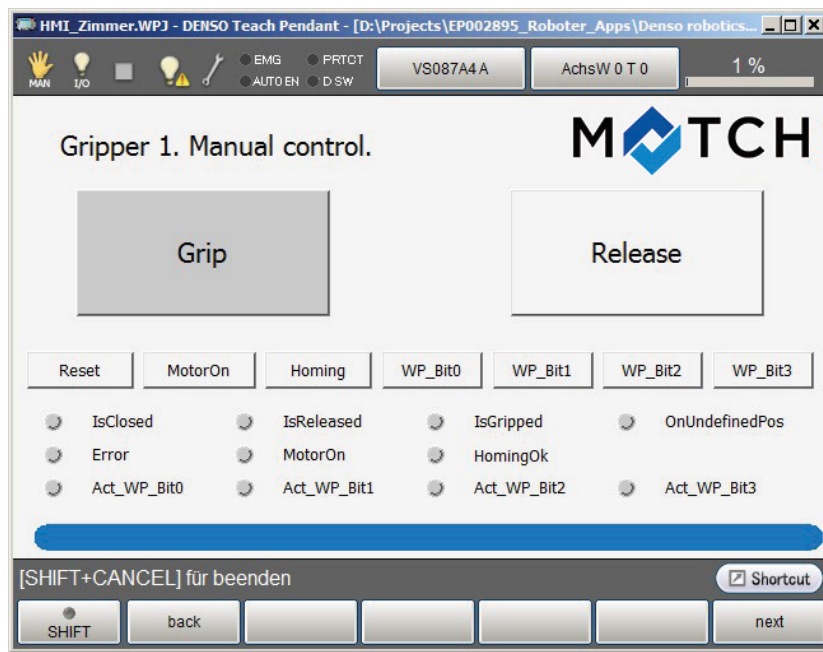 HMI_Zimmer.WPJ - DENSO Teach Pendant - [D:\Projects\EP002895_Roboter_Apps\Denso robotics...
MAN I/O EMG PRTCT VS087A4 A AchsW 0 T 0 1 %
AUTO EN D SW
Gripper 1. Manual control. MATCH
Grip Release
Reset MotorOn Homing WP_Bit0 WP_Bit1 WP_Bit2 WP_Bit3
IsClosed IsReleased IsGripped OnUndefinedPos
Error MotorOn HomingOk
Act_WP_Bit0 Act_WP_Bit1 Act_WP_Bit2 Act_WP_Bit3
[SHIFT+CANCEL] für beenden Shortcut
SHIFT back next